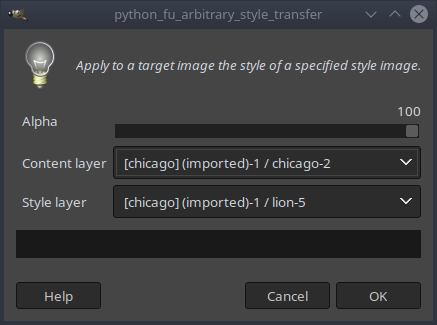 python_fu_arbitrary_style_transfer
Apply to a target image the style of a specified style image.
100
Alpha
Content layer
[chicago] (imported)-1 / chicago-2
Style layer
[chicago] (imported)-1 / lion-5
Help
Cancel
OK